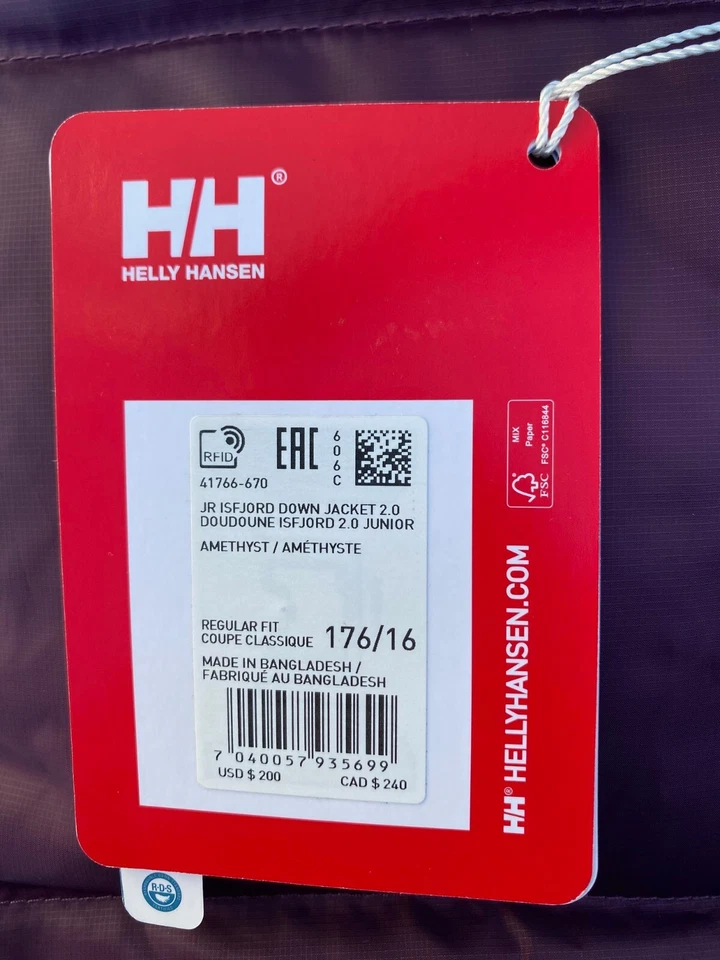 HH®
HELLY HANSEN
RFID
EAC
606C
41766-670
JR ISFJORD DOWN JACKET 2.0
DOUDOUNE ISFJORD 2.0 JUNIOR
AMETHYST / AMÉTHYSTE
REGULAR FIT
COUPE CLASSIQUE 176/16
MADE IN BANGLADESH /
FABRIQUÉ AU BANGLADESH
7 040057 935699
USD $ 200 CAD $ 240
MIX
Paper
FSC® C116844
FSC
HH® HELLYHANSEN.COM
R·D·S